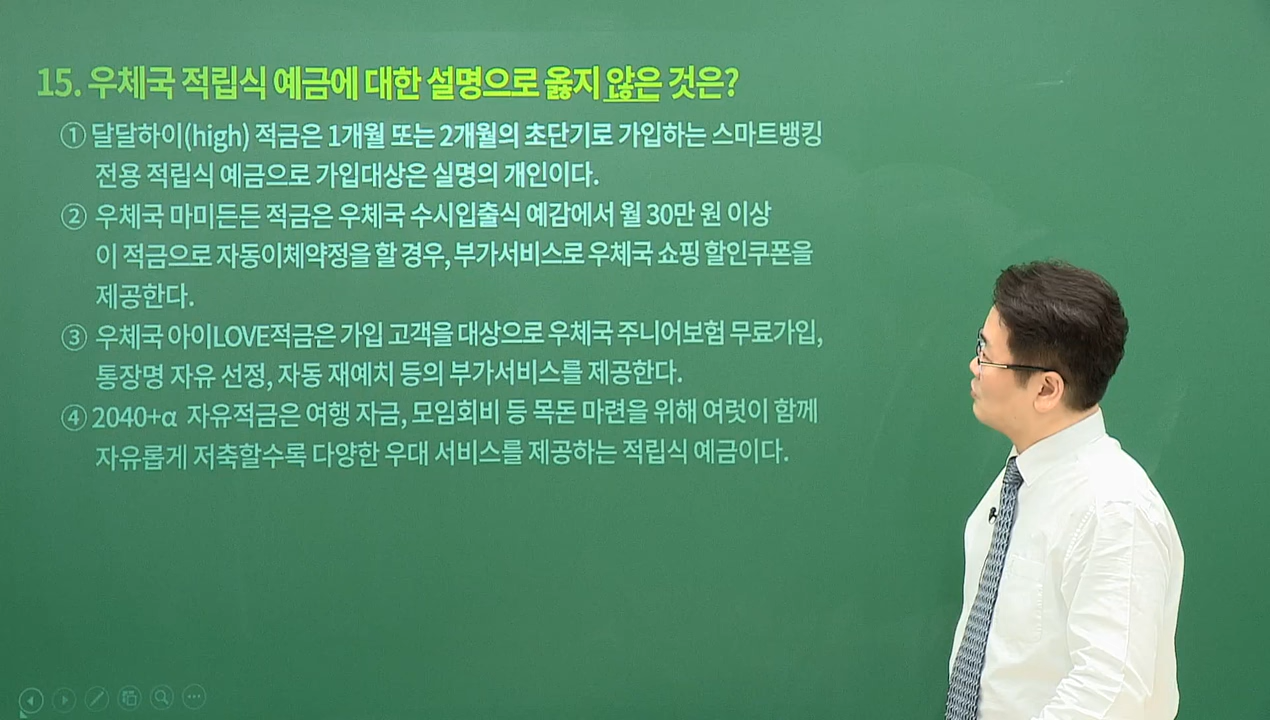 15. 우체국 적립식 예금에 대한 설명으로 옳지 않은 것은?
① 달달하이(high) 적금은 1개월 또는 2개월의 초단기로 가입하는 스마트뱅킹
전용 적립식 예금으로 가입대상은 실명의 개인이다.
② 우체국 마미든든 적금은 우체국 수시입출식 예감에서 월 30만 원 이상
이 적금으로 자동이체약정을 할 경우, 부가서비스로 우체국 쇼핑 할인쿠폰을
제공한다.
③ 우체국 아이LOVE적금은 가입 고객을 대상으로 우체국 주니어보험 무료가입,
통장명 자유 선정, 자동 재예치 등의 부가서비스를 제공한다.
④ 2040+α 자유적금은 여행 자금, 모임회비 등 목돈 마련을 위해 여럿이 함께
자유롭게 저축할수록 다양한 우대 서비스를 제공하는 적립식 예금이다.